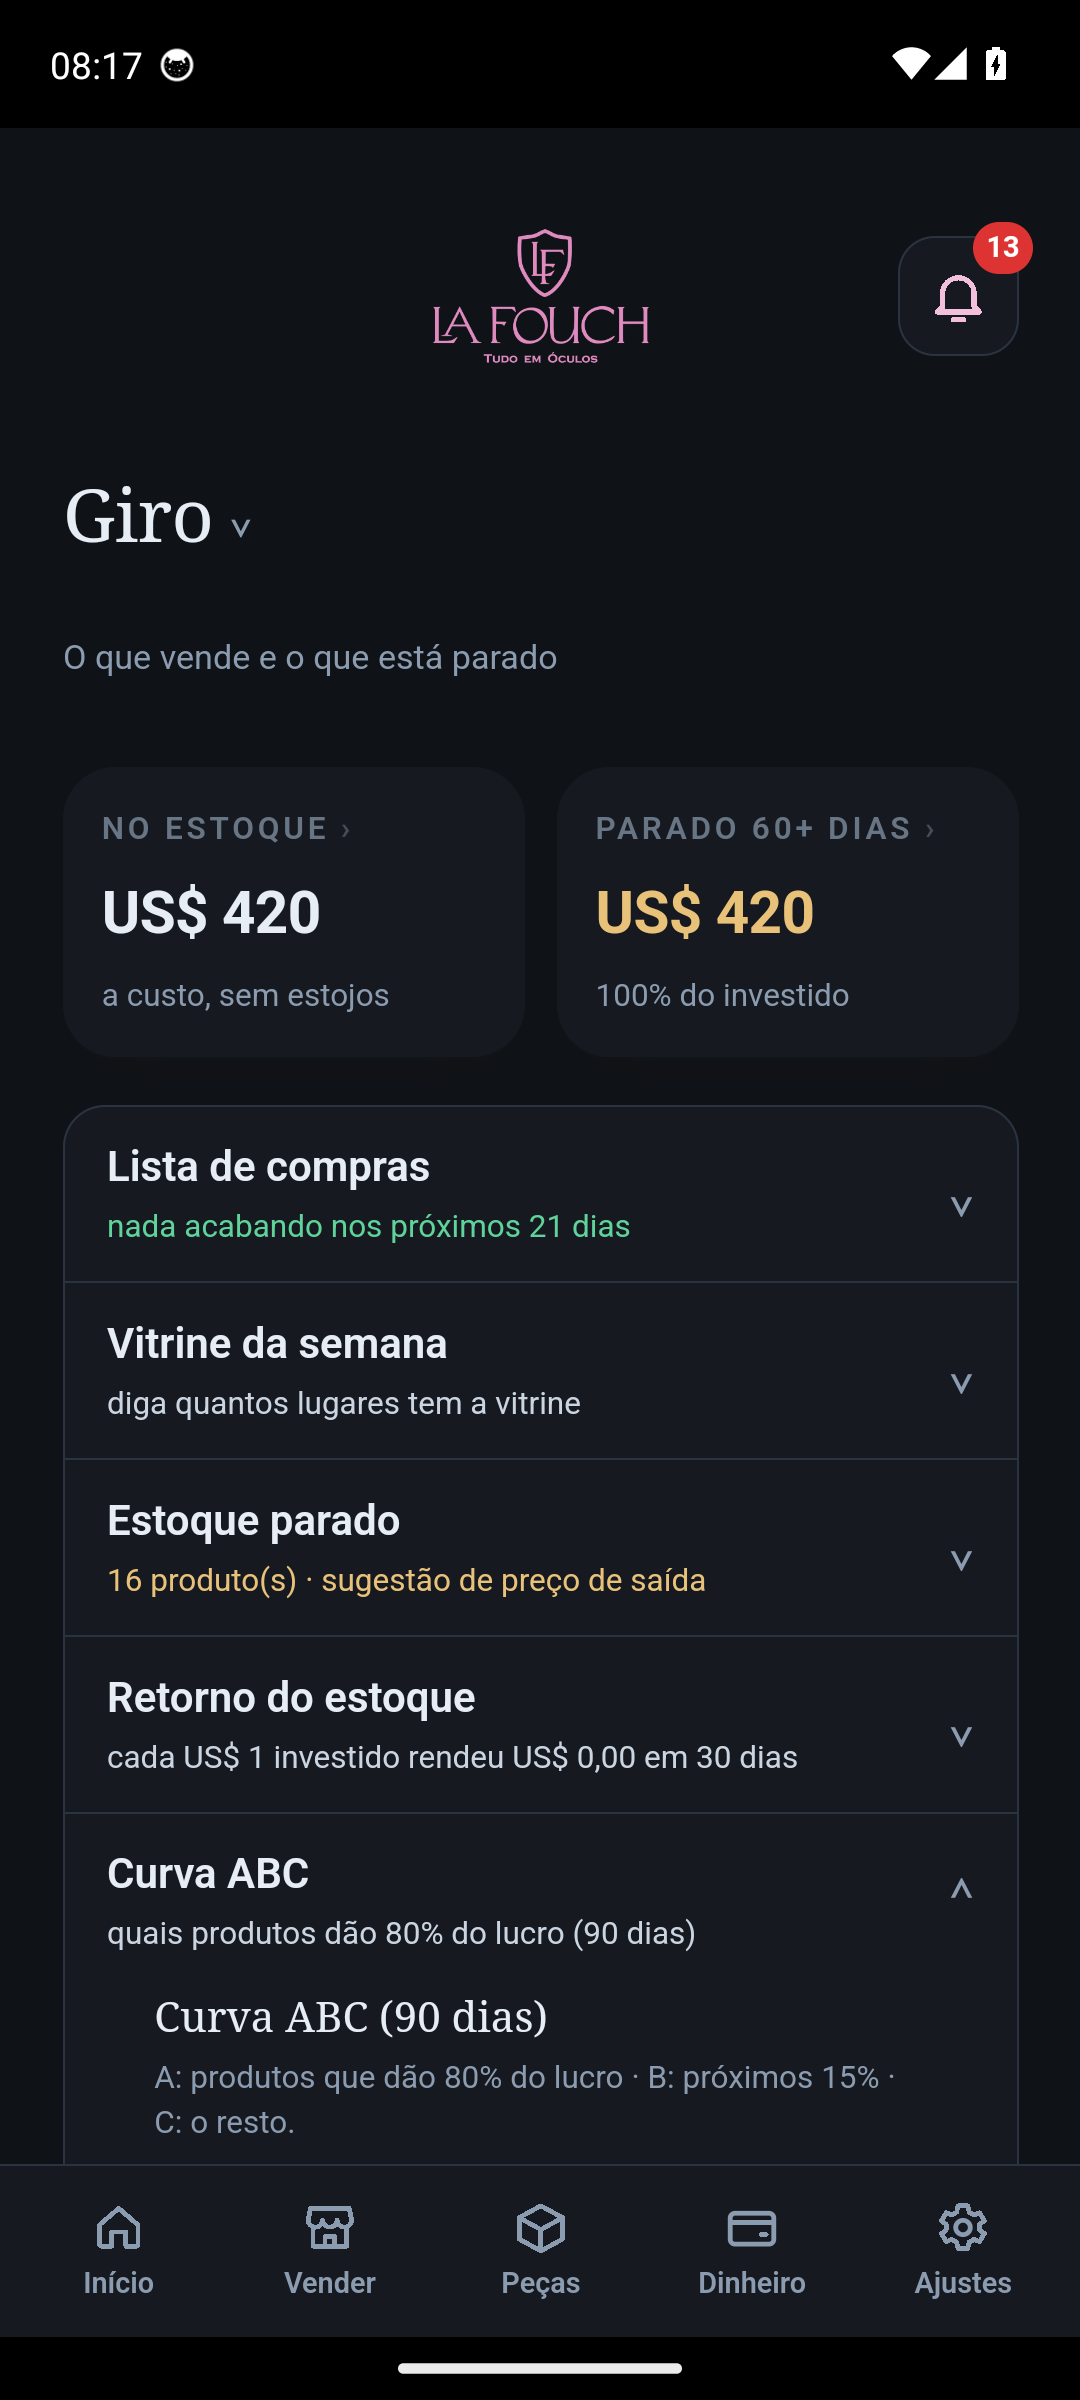 08:17
LF
LA FOUCH
TUDO EM ÓCULOS
13
Giro
O que vende e o que está parado
NO ESTOQUE ›
US$ 420
a custo, sem estojos
PARADO 60+ DIAS ›
US$ 420
100% do investido
Lista de compras
nada acabando nos próximos 21 dias
Vitrine da semana
diga quantos lugares tem a vitrine
Estoque parado
16 produto(s) · sugestão de preço de saída
Retorno do estoque
cada US$ 1 investido rendeu US$ 0,00 em 30 dias
Curva ABC
quais produtos dão 80% do lucro (90 dias)
Curva ABC (90 dias)
A: produtos que dão 80% do lucro · B: próximos 15% ·
C: o resto.
Início
Vender
Peças
Dinheiro
Ajustes